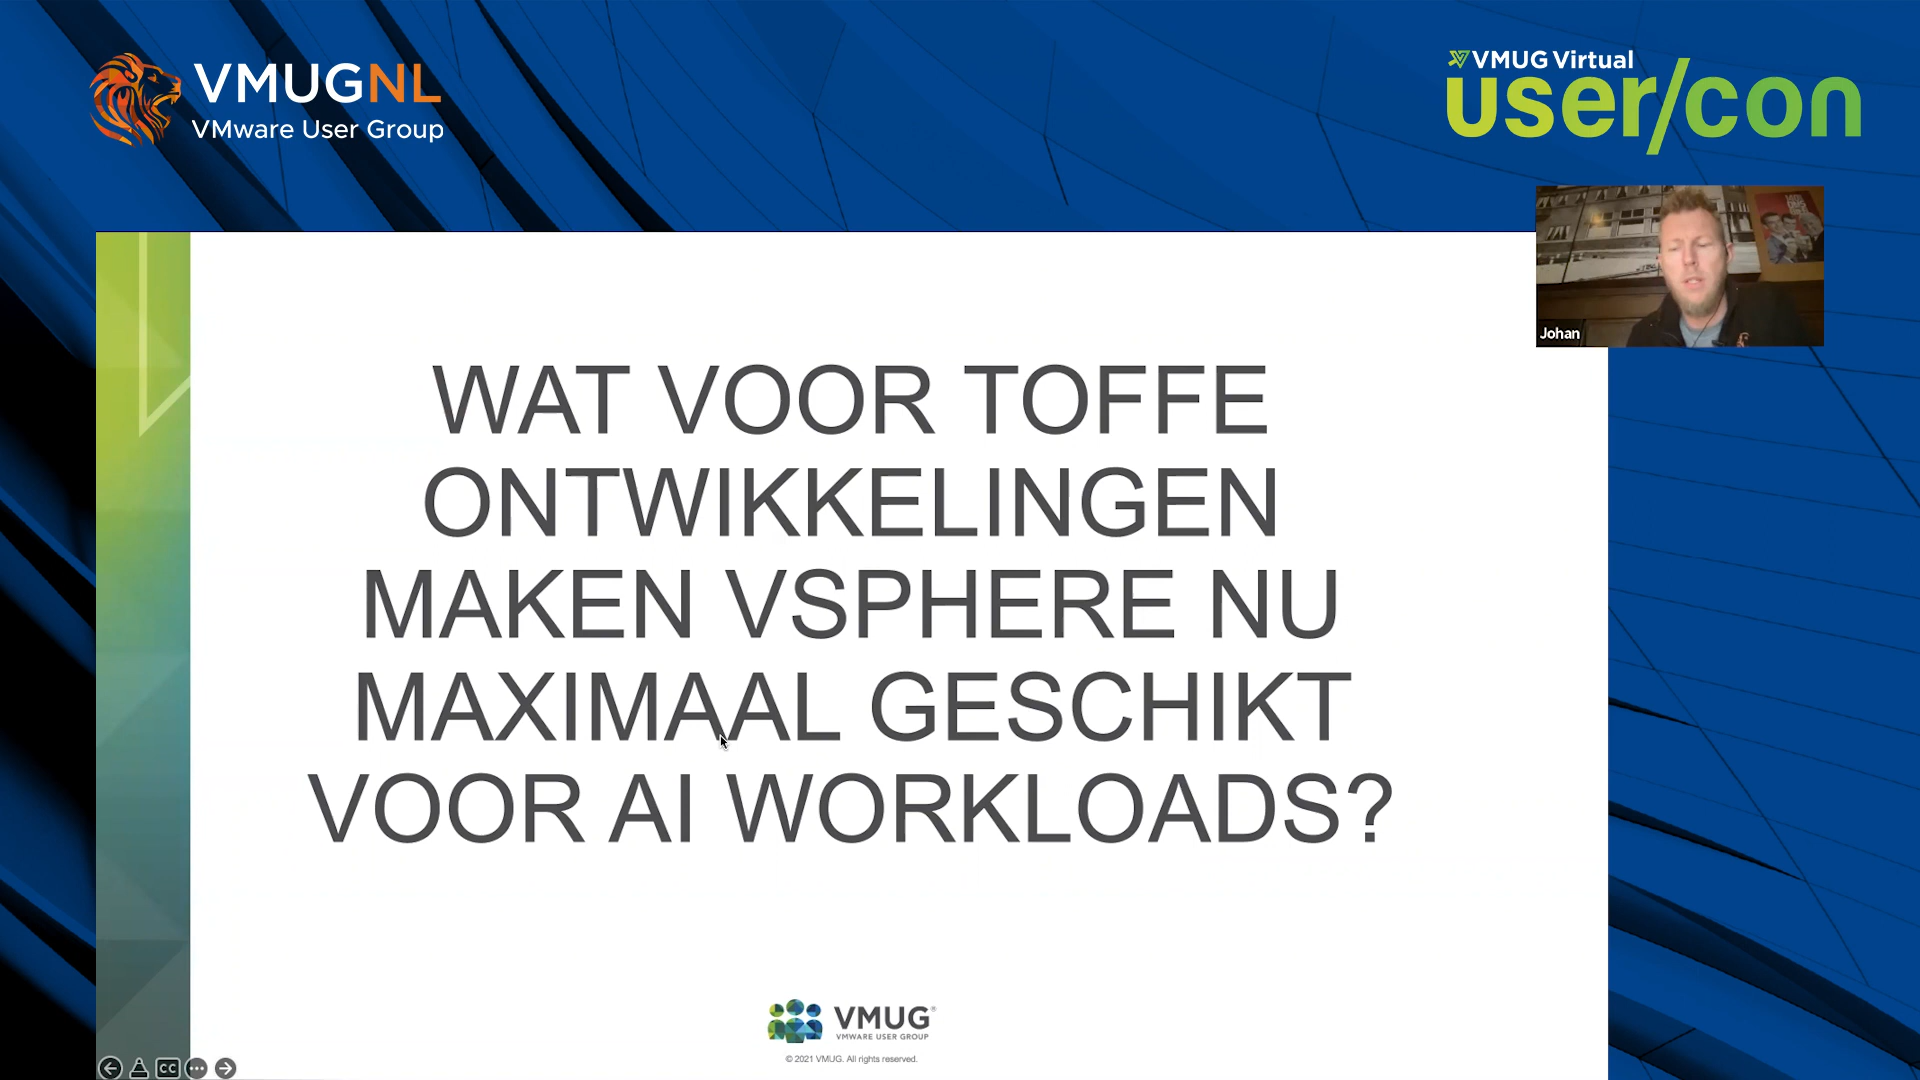 VMUGNL
VMware User Group
VMUG Virtual
user/con
Johan
WAT VOOR TOFFE
ONTWIKKELINGEN
MAKEN VSPHERE NU
MAXIMAAL GESCHIKT
VOOR AI WORKLOADS?
VMUG®
VMWARE USER GROUP
© 2021 VMUG. All rights reserved.
CC